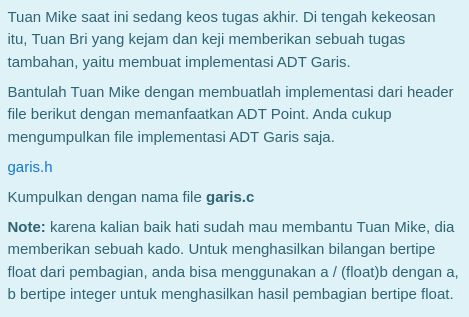 Tuan Mike saat ini sedang keos tugas akhir. Di tengah kekeosan
itu, Tuan Bri yang kejam dan keji memberikan sebuah tugas
tambahan, yaitu membuat implementasi ADT Garis.
Bantulah Tuan Mike dengan membuatlah implementasi dari header
file berikut dengan memanfaatkan ADT Point. Anda cukup
mengumpulkan file implementasi ADT Garis saja.
garis.h
Kumpulkan dengan nama file garis.c
Note: karena kalian baik hati sudah mau membantu Tuan Mike, dia
memberikan sebuah kado. Untuk menghasilkan bilangan bertipe
float dari pembagian, anda bisa menggunakan a / (float)b dengan a,
b bertipe integer untuk menghasilkan hasil pembagian bertipe float.